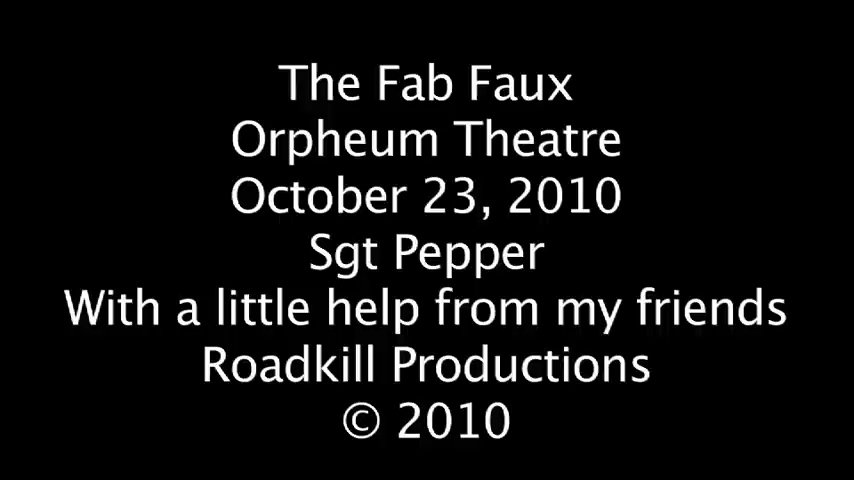 The Fab Faux
Orpheum Theatre
October 23, 2010
Sgt Pepper
With a little help from my friends
Roadkill Productions
© 2010